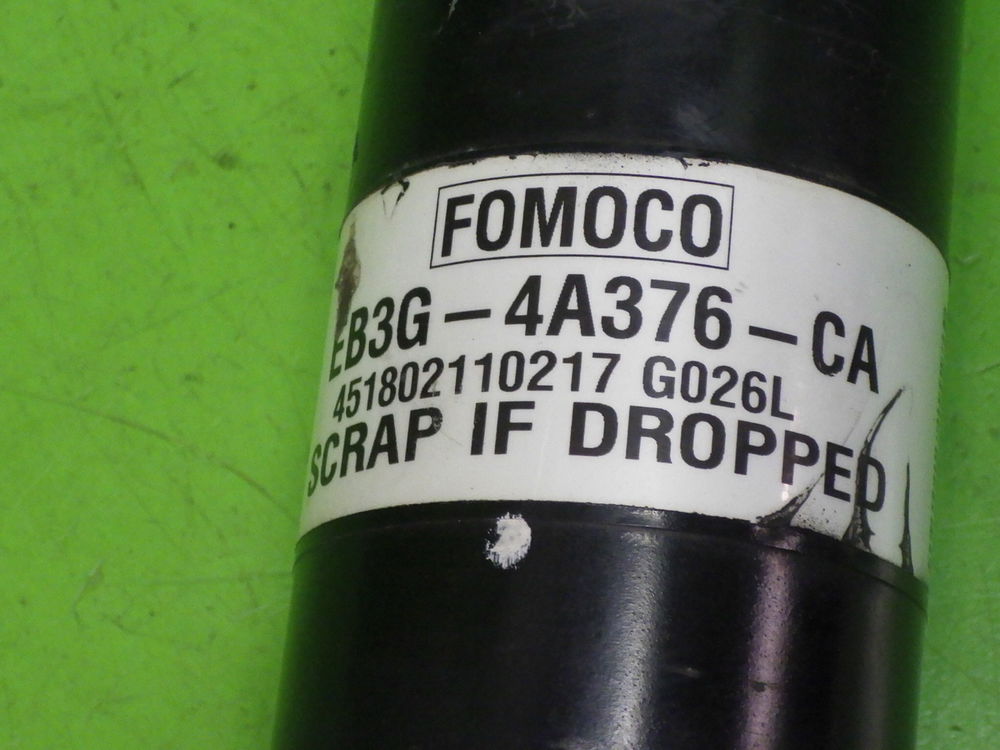 FOMOCO
EB3G - 4A376 - CA
451802110217 G026L
SCRAP IF DROPPED